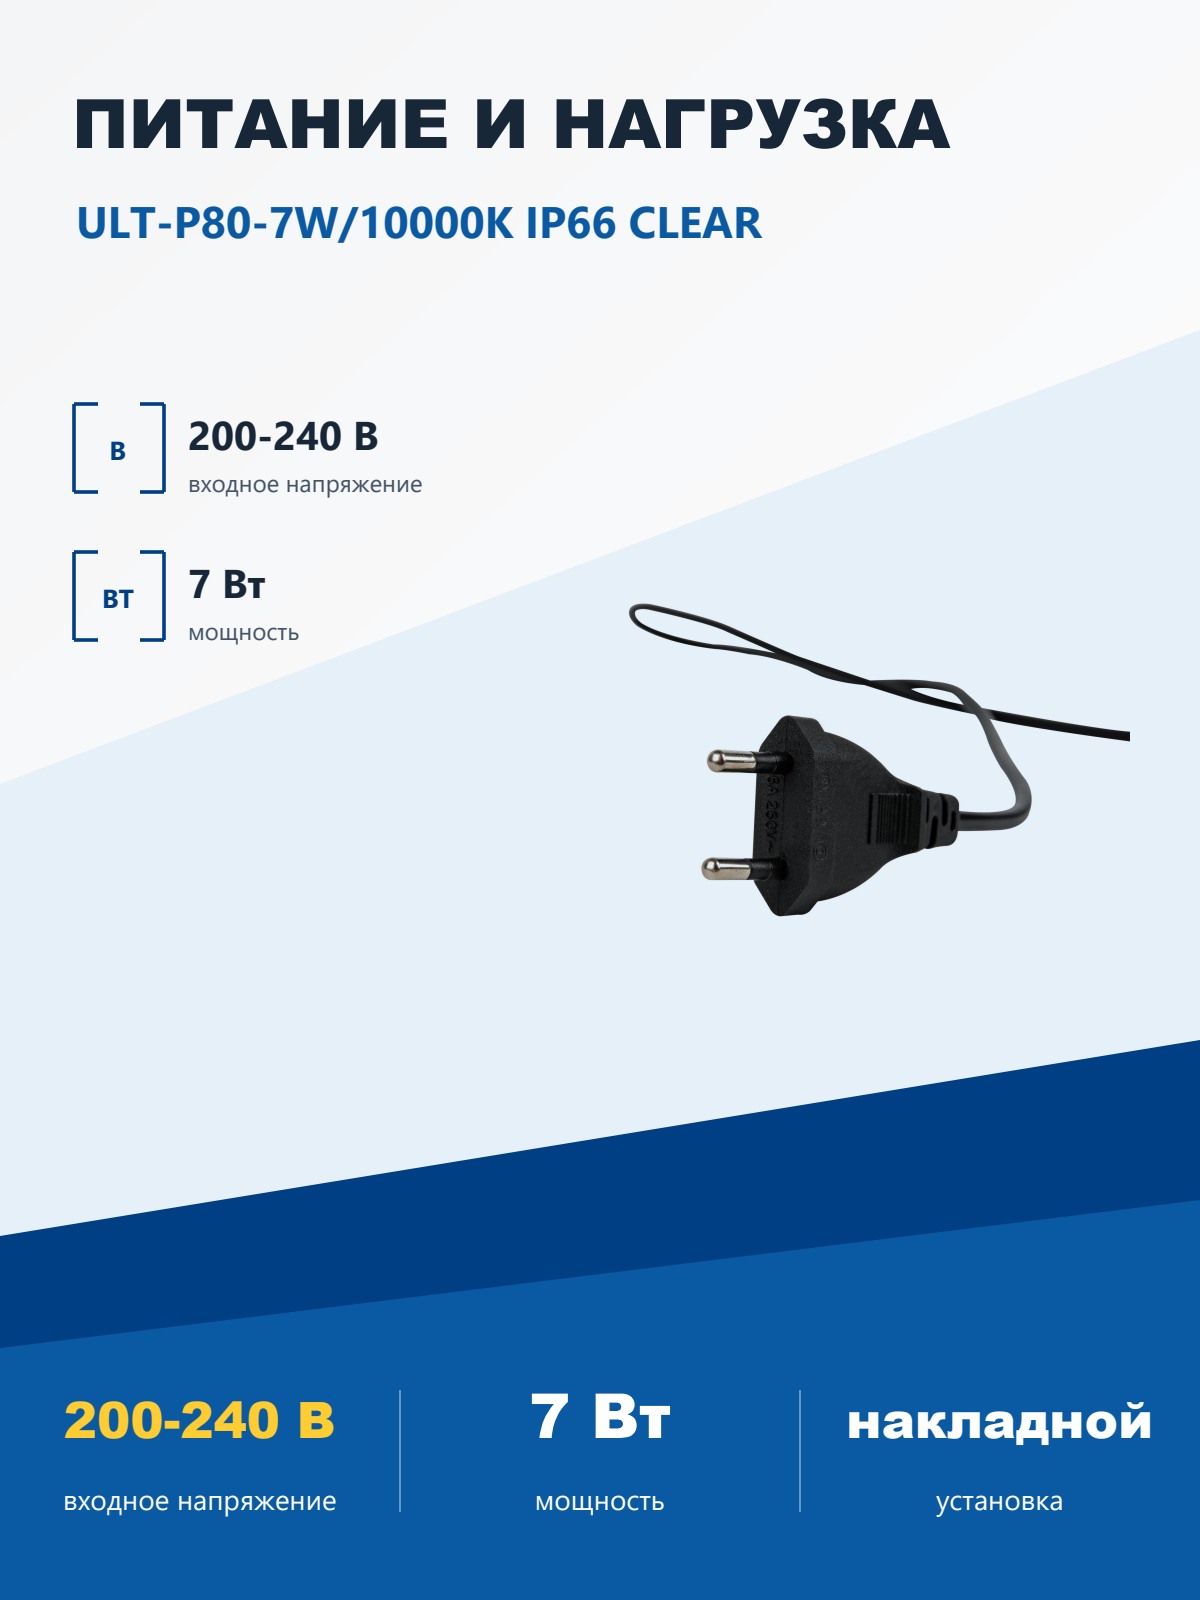 ПИТАНИЕ И НАГРУЗКА
ULT-P80-7W/10000K IP66 CLEAR
В
200-240 В
входное напряжение
ВТ
7 Вт
мощность
200-240 В
входное напряжение
7 Вт
мощность
накладной
установка